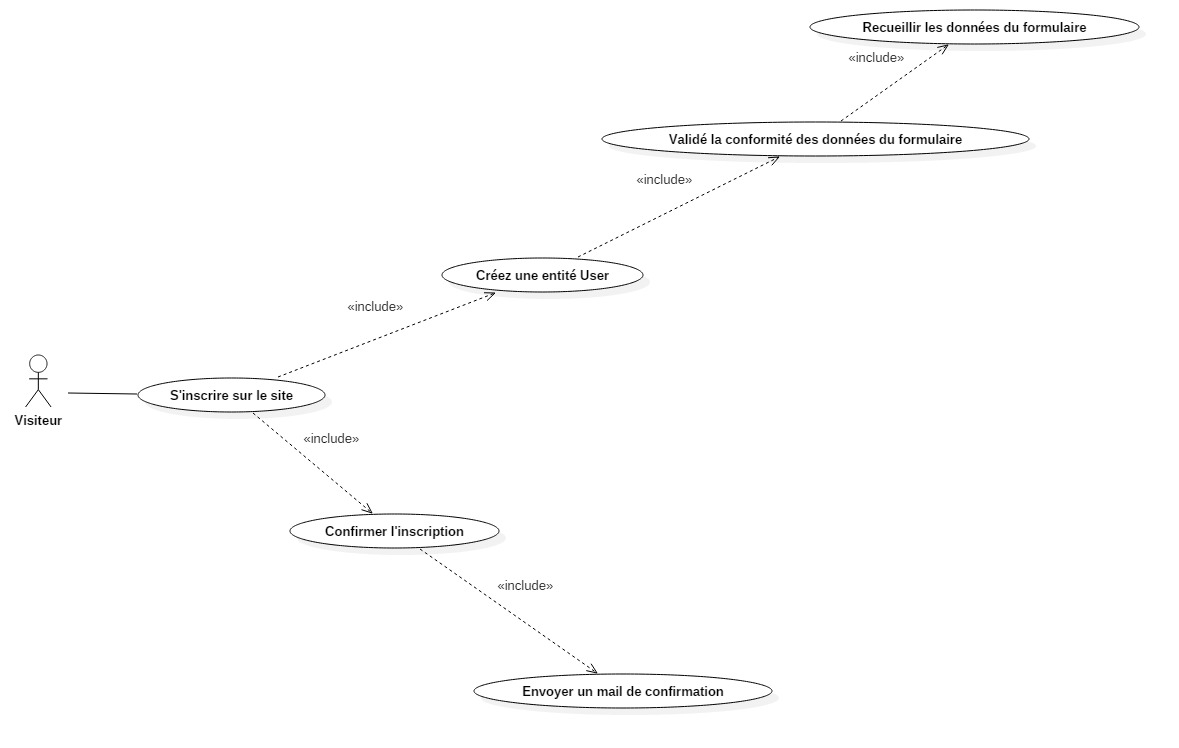 Recueillir les données du formulaire
«include»
Validé la conformité des données du formulaire
«include»
Créez une entité User
«include»
S'inscrire sur le site
Visiteur
«include»
Confirmer l'inscription
«include»
Envoyer un mail de confirmation